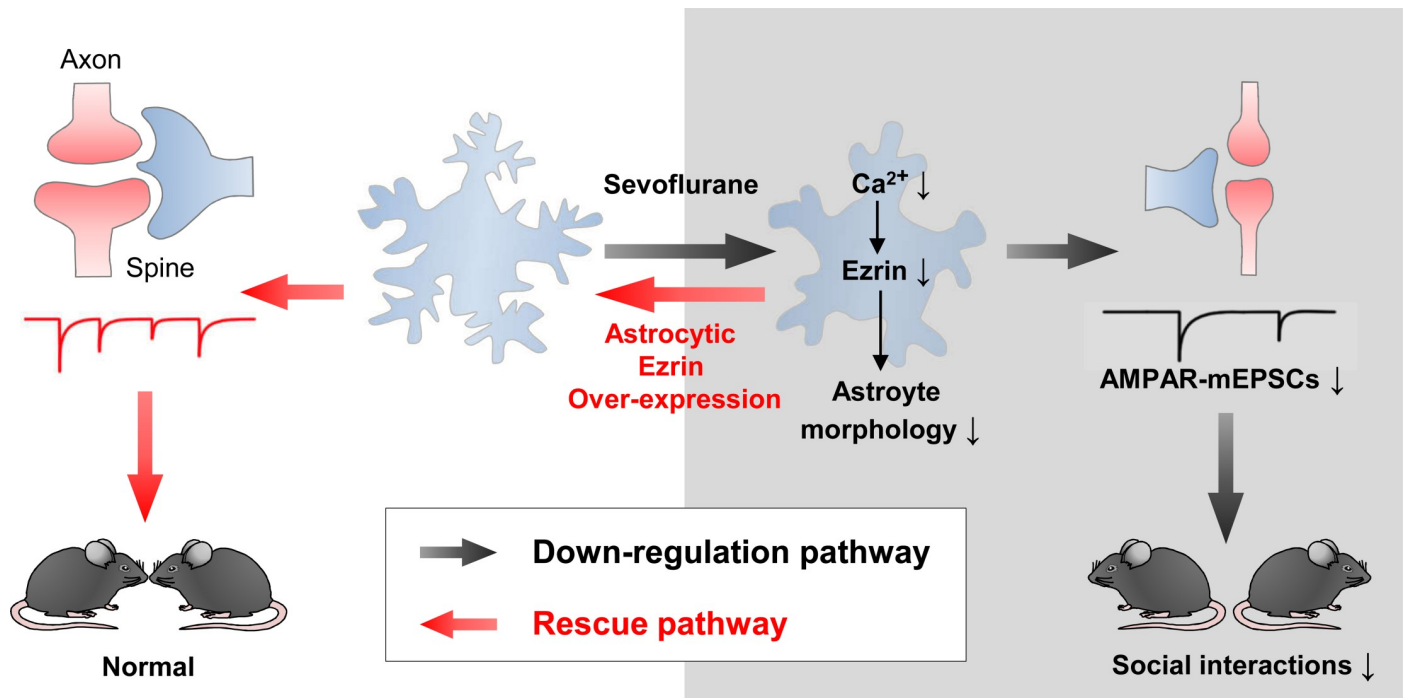 Axon
Spine
Normal
Sevoflurane
Astrocytic
Ezrin
Over-expression
Ca²⁺ ↓
Ezrin ↓
Astroyte
morphology ↓
AMPAR-mEPSCs ↓
Social interactions ↓
Down-regulation pathway
Rescue pathway